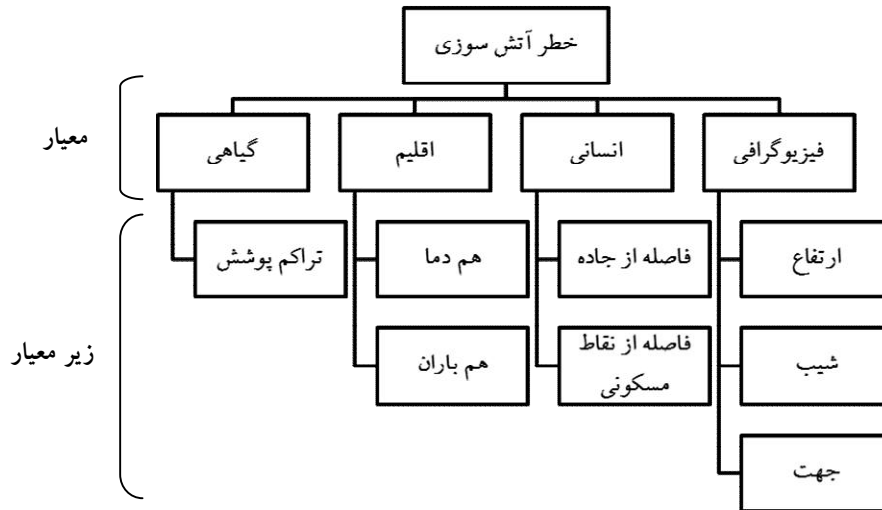 خطر آتش سوزی
معیار
فیزیوگرافی
انسانی
اقلیم
گیاهی
زیر معیار
ارتفاع
فاصله از جاده
هم دما
تراکم پوشش
شیب
فاصله از نقاط
مسکونی
هم باران
جهت